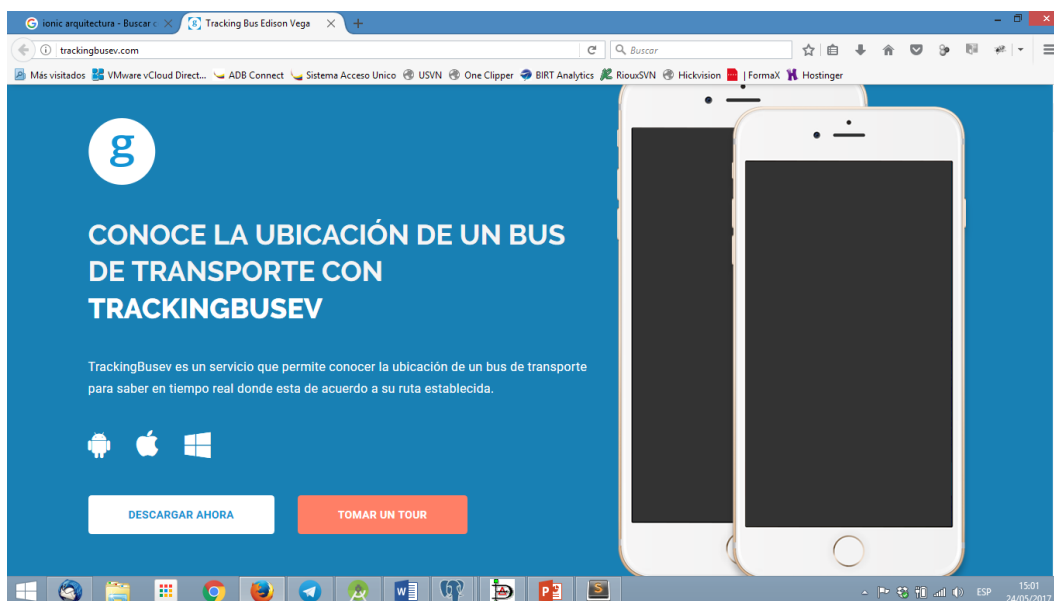 ionic arquitectura - Buscar c
Tracking Bus Edison Vega
trackingbusev.com
Buscar
Más visitados VMware vCloud Direct... ADB Connect Sistema Acceso Unico USVN One Clipper BIRT Analytics RiouxSVN Hickvision | FormaX Hostinger
g
CONOCE LA UBICACIÓN DE UN BUS
DE TRANSPORTE CON
TRACKINGBUSEV
TrackingBusev es un servicio que permite conocer la ubicación de un bus de transporte
para saber en tiempo real donde esta de acuerdo a su ruta establecida.
DESCARGAR AHORA
TOMAR UN TOUR
ESP
15:01
24/05/2017